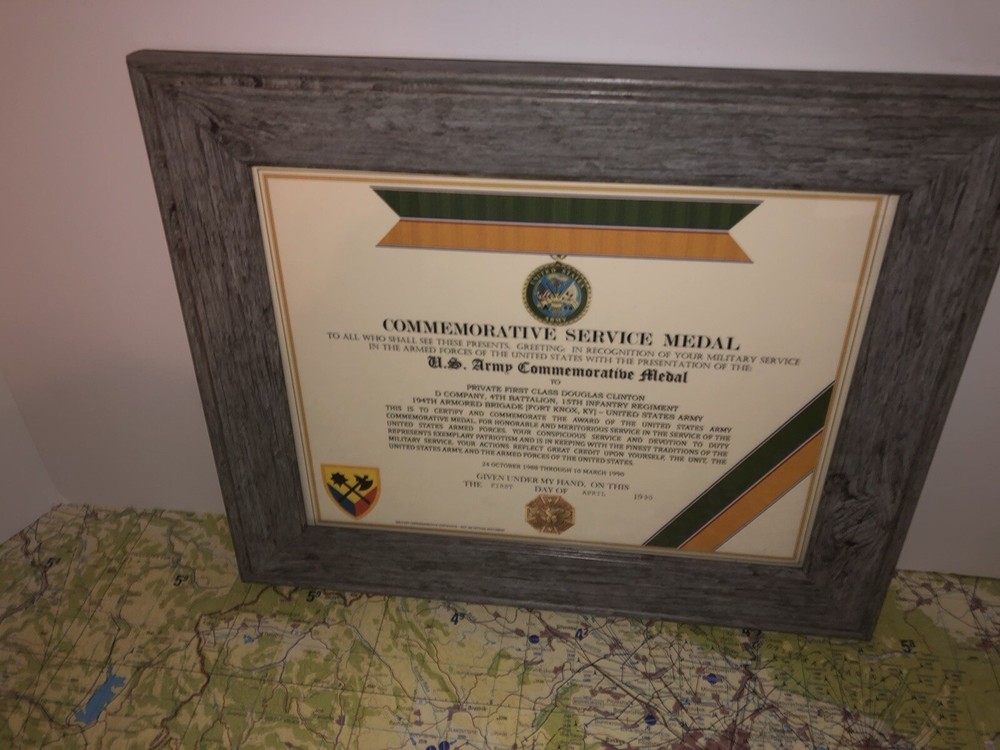 UNITED STATES
ARMY
COMMEMORATIVE SERVICE MEDAL
TO ALL WHO SHALL SEE THESE PRESENTS, GREETING: IN RECOGNITION OF YOUR MILITARY SERVICE
IN THE ARMED FORCES OF THE UNITED STATES WITH THE PRESENTATION OF THE:
U.S. Army Commemorative Medal
TO
PRIVATE FIRST CLASS DOUGLAS CLINTON
D COMPANY, 4TH BATTALION, 15TH INFANTRY REGIMENT
194TH ARMORED BRIGADE (FORT KNOX, KY) - UNITED STATES ARMY
THIS IS TO CERTIFY AND COMMEMORATE THE AWARD OF THE UNITED STATES ARMY
COMMEMORATIVE MEDAL, FOR HONORABLE AND MERITORIOUS SERVICE IN THE SERVICE OF THE
UNITED STATES ARMED FORCES. YOUR CONSPICUOUS SERVICE AND DEVOTION TO DUTY
REPRESENTS EXEMPLARY PATRIOTISM AND IS IN KEEPING WITH THE FINEST TRADITIONS OF THE
MILITARY SERVICE. YOUR ACTIONS REFLECT GREAT CREDIT UPON YOURSELF, THE UNIT, THE
UNITED STATES ARMY, AND THE ARMED FORCES OF THE UNITED STATES.
24 OCTOBER 1988 THROUGH 10 MARCH 1990
GIVEN UNDER MY HAND, ON THIS
THE FIRST DAY OF APRIL 1990